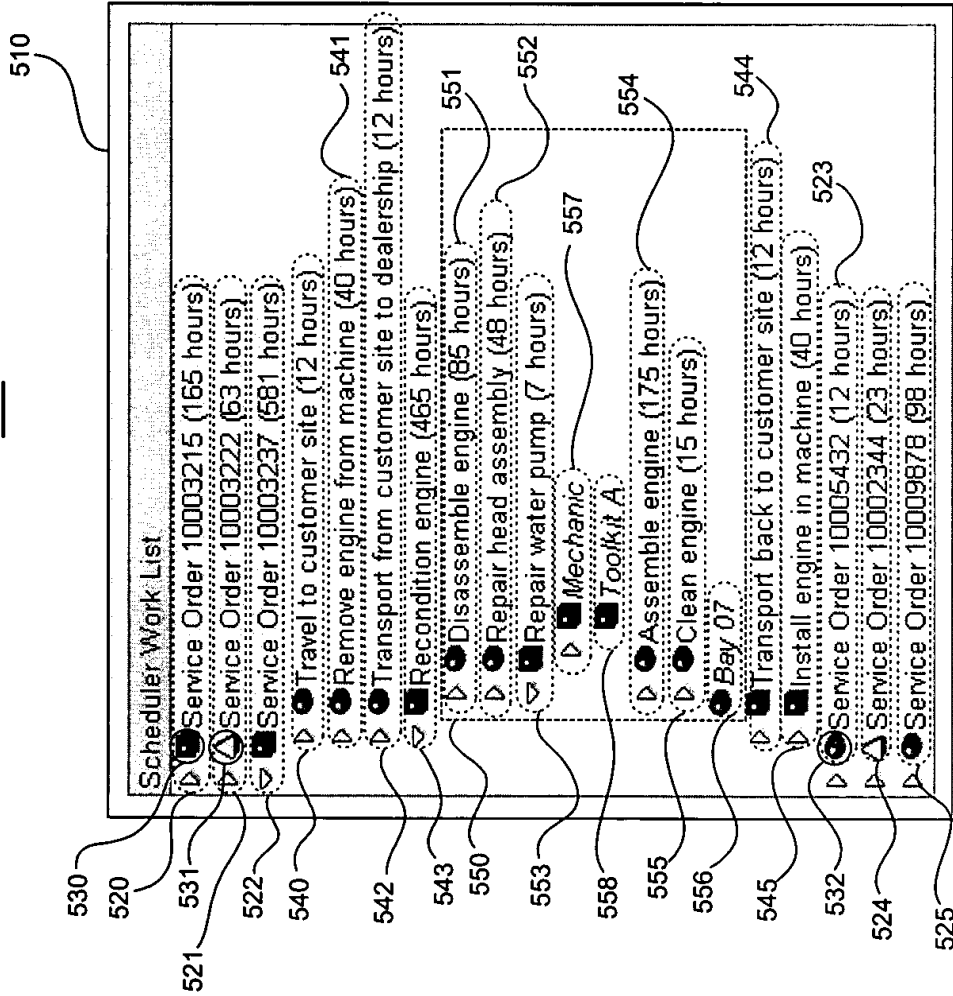 510
Scheduler Work List
530
Service Order 10003215 (165 hours)
520
Service Order 10003222 (63 hours)
531
521
Service Order 10003237 (581 hours)
522
Travel to customer site (12 hours)
540
Remove engine from machine (40 hours)
541
Transport from customer site to dealership (12 hours)
542
Recondition engine (465 hours)
543
Disassemble engine (85 hours)
550
551
Repair head assembly (48 hours)
552
Repair water pump (7 hours)
553
Mechanic
557
Toolkit A
558
Assemble engine (175 hours)
554
Clean engine (15 hours)
555
Bay 07
556
Transport back to customer site (12 hours)
544
Install engine in machine (40 hours)
545
Service Order 10005432 (12 hours)
532
523
Service Order 10002344 (23 hours)
524
Service Order 10009878 (98 hours)
525